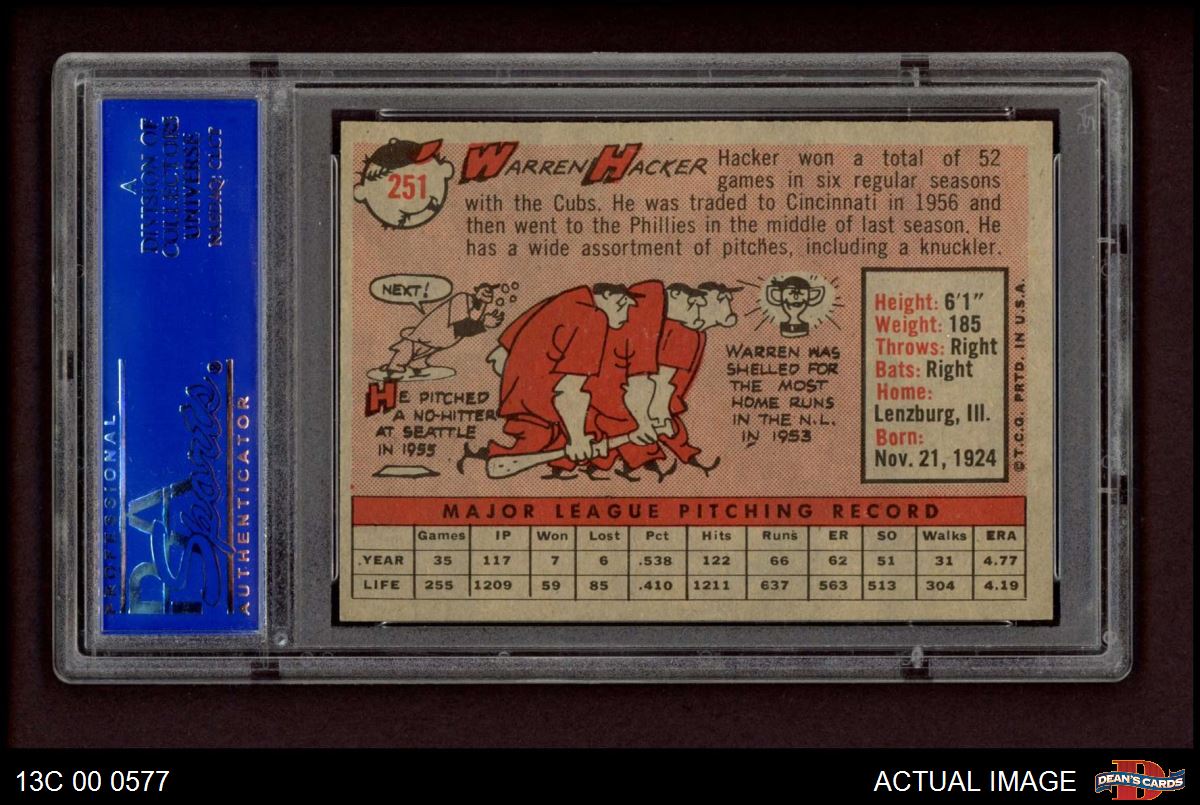 A
DIVISION OF
COLLECTORS
UNIVERSE
NASDAQ: CLCT
PROFESSIONAL
PSA
Sports®
AUTHENTICATOR
251
WARREN HACKER
Hacker won a total of 52
games in six regular seasons
with the Cubs. He was traded to Cincinnati in 1956 and
then went to the Phillies in the middle of last season. He
has a wide assortment of pitches, including a knuckler.
NEXT!
HE PITCHED
A NO-HITTER
AT SEATTLE
IN 1955
WARREN WAS
SHELLED FOR
THE MOST
HOME RUNS
IN THE N.L.
IN 1953
Height: 6'1"
Weight: 185
Throws: Right
Bats: Right
Home:
Lenzburg, Ill.
Born:
Nov. 21, 1924
©T.C.G. PRTD. IN U.S.A.
MAJOR LEAGUE PITCHING RECORD
Games IP Won Lost Pct Hits Runs ER SO Walks ERA
YEAR 35 117 7 6 .538 122 66 62 51 31 4.77
LIFE 255 1209 59 85 .410 1211 637 563 513 304 4.19
13C 00 0577
ACTUAL IMAGE
DEAN'S CARDS